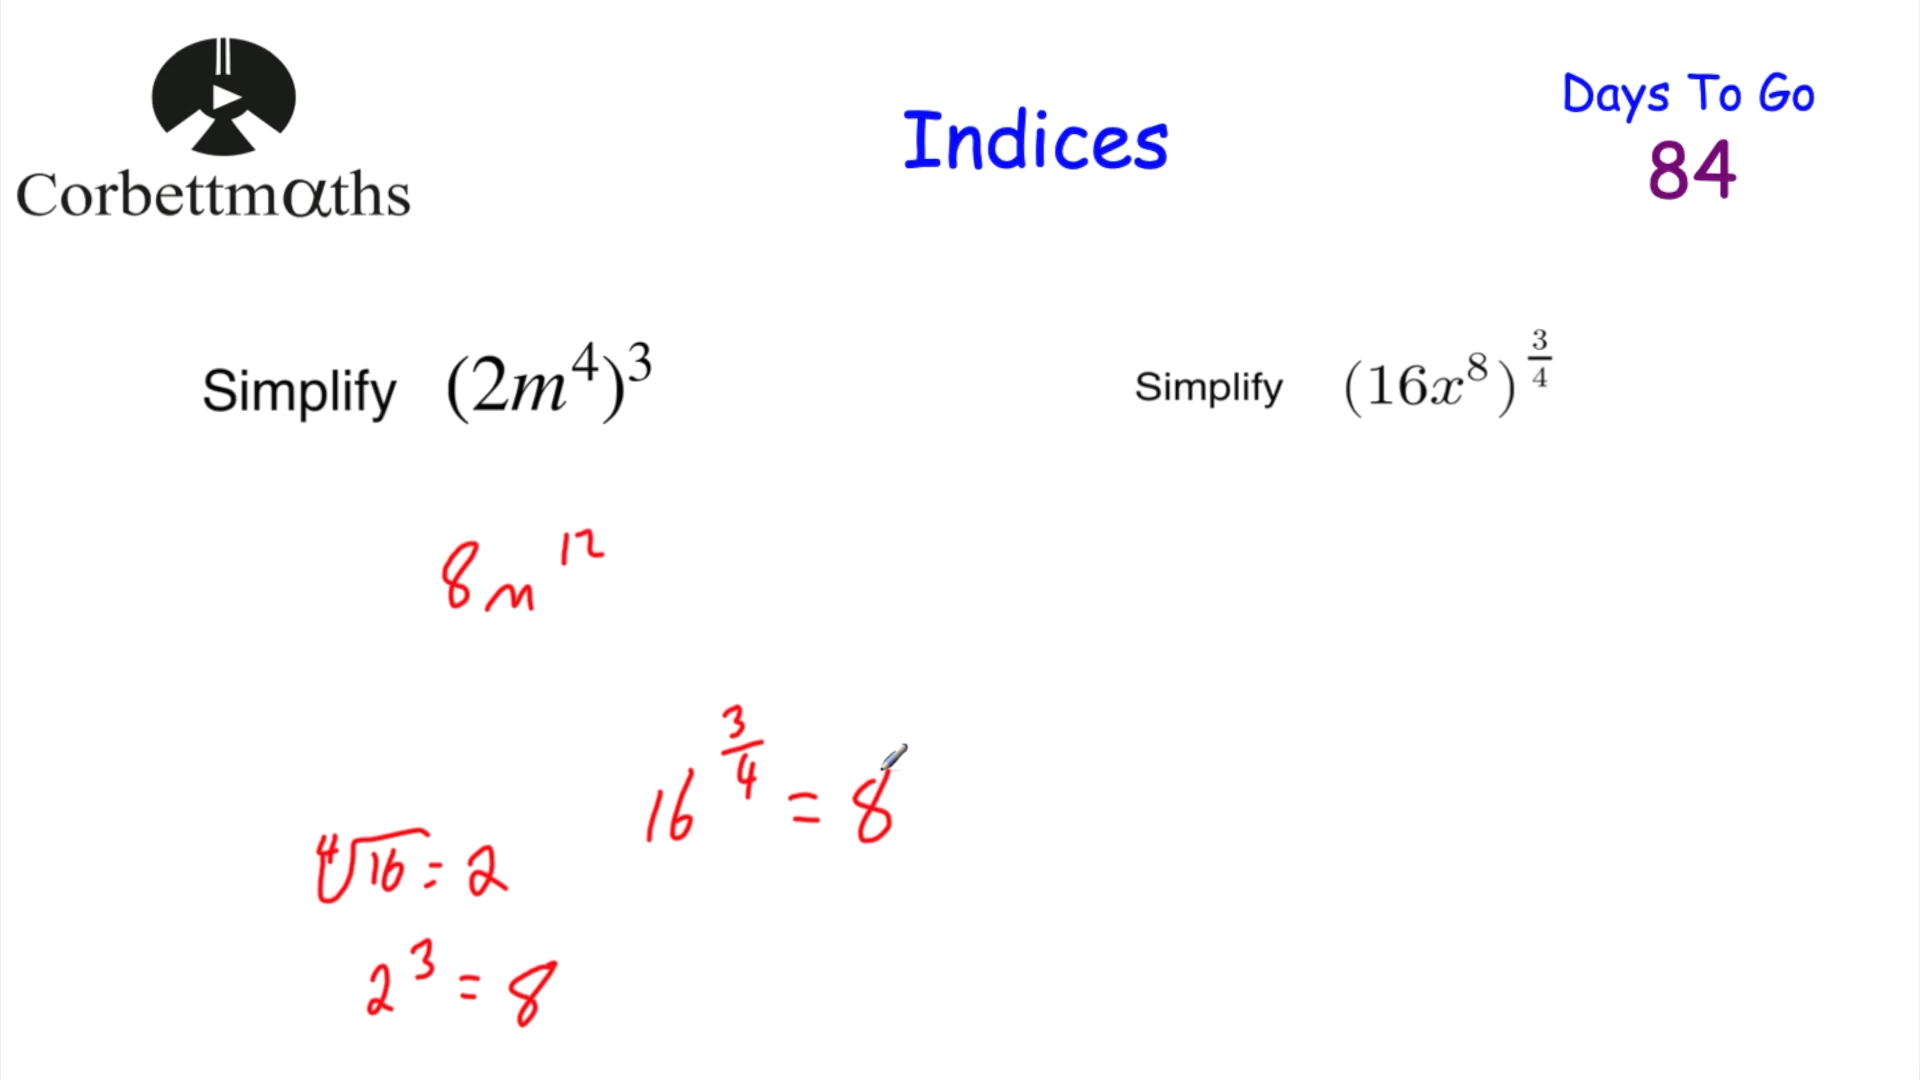 Corbettmαths
Indices
Days To Go
84
Simplify (2m⁴)³
Simplify (16x⁸)^(3/4)
8m¹²
16^(3/4) = 8
⁴√16 = 2
2³ = 8